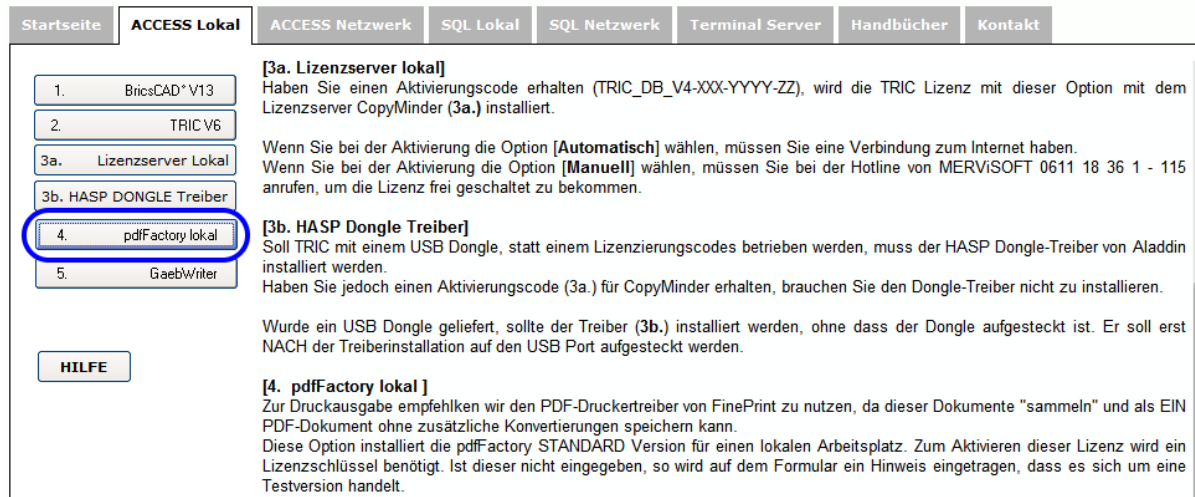 Startseite
ACCESS Lokal
ACCESS Netzwerk
SQL Lokal
SQL Netzwerk
Terminal Server
Handbücher
Kontakt
1. BricsCAD° V13
2. TRIC V6
3a. Lizenzserver Lokal
3b. HASP DONGLE Treiber
4. pdfFactory lokal
5. GaebWriter
HILFE
[3a. Lizenzserver lokal]
Haben Sie einen Aktivierungscode erhalten (TRIC_DB_V4-XXX-YYYY-ZZ), wird die TRIC Lizenz mit dieser Option mit dem
Lizenzserver CopyMinder (3a.) installiert.
Wenn Sie bei der Aktivierung die Option [Automatisch] wählen, müssen Sie eine Verbindung zum Internet haben.
Wenn Sie bei der Aktivierung die Option [Manuell] wählen, müssen Sie bei der Hotline von MERViSOFT 0611 18 36 1 - 115
anrufen, um die Lizenz frei geschaltet zu bekommen.
[3b. HASP Dongle Treiber]
Soll TRIC mit einem USB Dongle, statt einem Lizenzierungscodes betrieben werden, muss der HASP Dongle-Treiber von Aladdin
installiert werden.
Haben Sie jedoch einen Aktivierungscode (3a.) für CopyMinder erhalten, brauchen Sie den Dongle-Treiber nicht zu installieren.
Wurde ein USB Dongle geliefert, sollte der Treiber (3b.) installiert werden, ohne dass der Dongle aufgesteckt ist. Er soll erst
NACH der Treiberinstallation auf den USB Port aufgesteckt werden.
[4. pdfFactory lokal ]
Zur Druckausgabe empfehlken wir den PDF-Druckertreiber von FinePrint zu nutzen, da dieser Dokumente "sammeln" und als EIN
PDF-Dokument ohne zusätzliche Konvertierungen speichern kann.
Diese Option installiert die pdfFactory STANDARD Version für einen lokalen Arbeitsplatz. Zum Aktivieren dieser Lizenz wird ein
Lizenzschlüssel benötigt. Ist dieser nicht eingegeben, so wird auf dem Formular ein Hinweis eingetragen, dass es sich um eine
Testversion handelt.